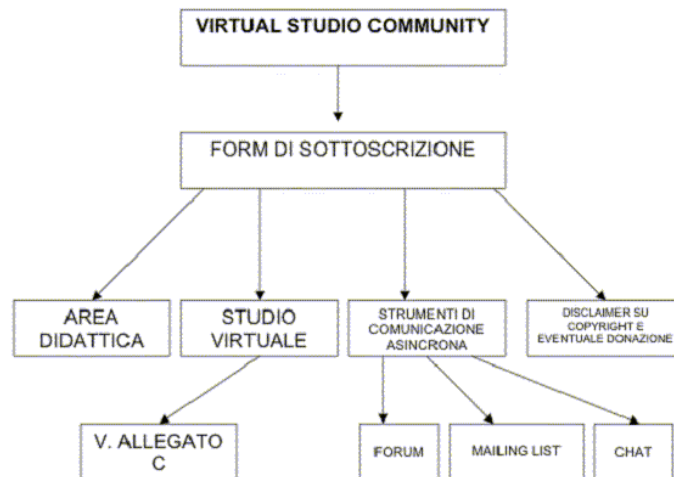 VIRTUAL STUDIO COMMUNITY
FORM DI SOTTOSCRIZIONE
AREA
DIDATTICA
STUDIO
VIRTUALE
STRUMENTI DI
COMUNICAZIONE
ASINCRONA
DISCLAIMER SU
COPYRIGHT E
EVENTUALE DONAZIONE
V. ALLEGATO
C
FORUM
MAILING LIST
CHAT